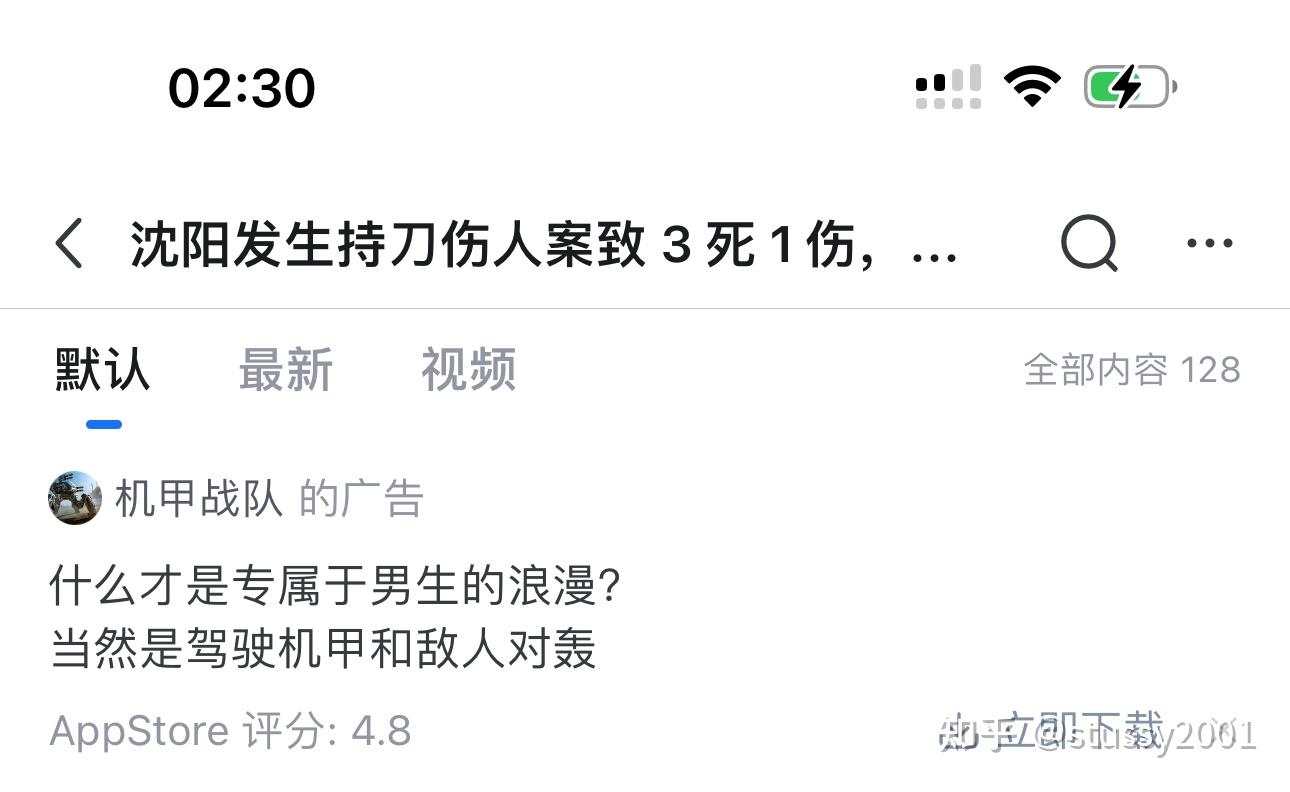 02:30
沈阳发生持刀伤人案致 3 死 1 伤，...
默认 最新 视频 全部内容 128
机甲战队 的广告
什么才是专属于男生的浪漫?
当然是驾驶机甲和敌人对轰
AppStore 评分: 4.8
立即下载
知乎 @stussy2001